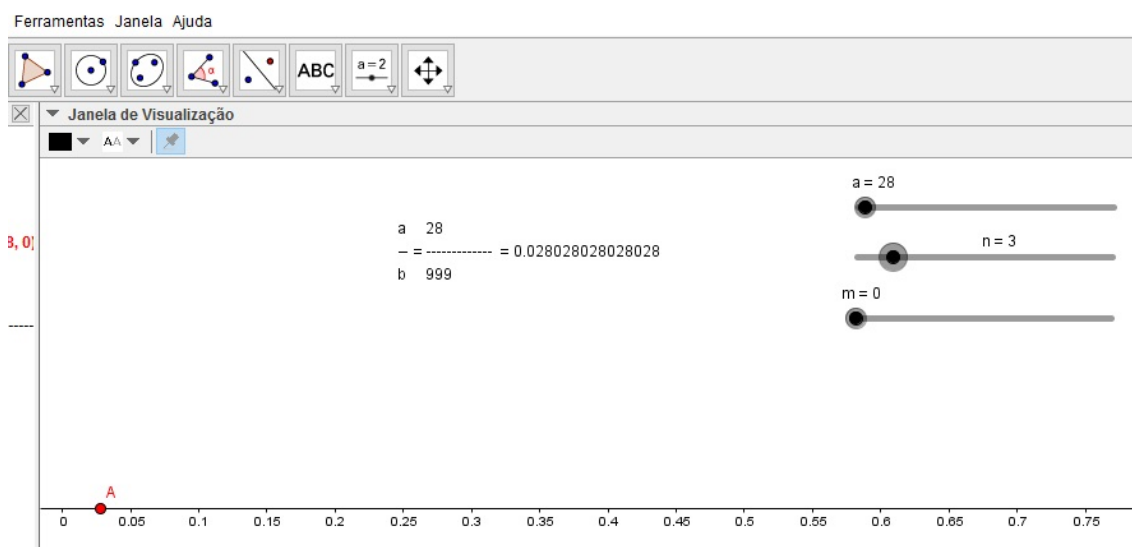 Ferramentas Janela Ajuda
ABC a=2
Janela de Visualização
AA
a = 28
a 28
— = ------------- = 0.028028028028028
b 999
n = 3
m = 0
8, 0)
-----
A
0 0.05 0.1 0.15 0.2 0.25 0.3 0.35 0.4 0.45 0.5 0.55 0.6 0.65 0.7 0.75